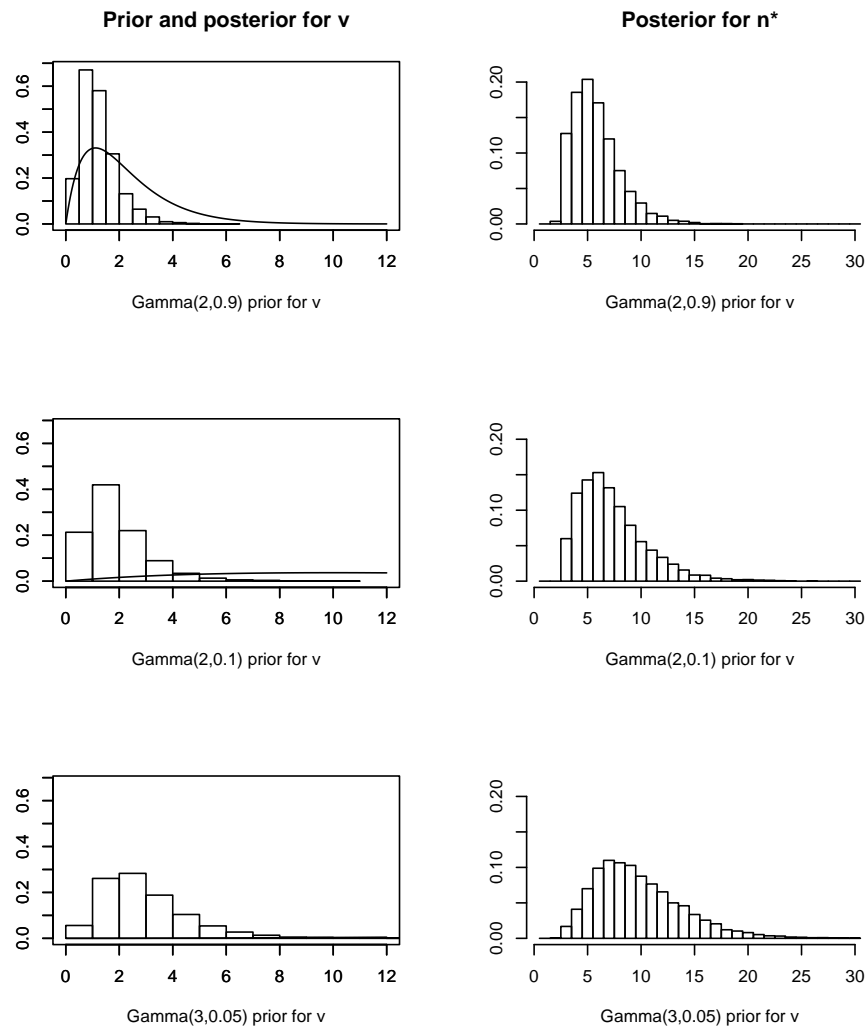 Prior and posterior for v
Posterior for n*
0.0 0.2 0.4 0.6
0 2 4 6 8 10 12
Gamma(2,0.9) prior for v
0.00 0.10 0.20
0 5 10 15 20 25 30
Gamma(2,0.9) prior for v
0.0 0.2 0.4 0.6
0 2 4 6 8 10 12
Gamma(2,0.1) prior for v
0.00 0.10 0.20
0 5 10 15 20 25 30
Gamma(2,0.1) prior for v
0.0 0.2 0.4 0.6
0 2 4 6 8 10 12
Gamma(3,0.05) prior for v
0.00 0.10 0.20
0 5 10 15 20 25 30
Gamma(3,0.05) prior for v